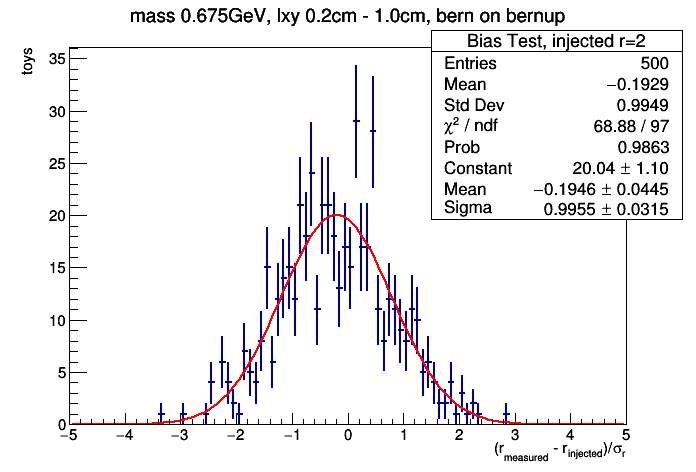 mass 0.675GeV, lxy 0.2cm - 1.0cm, bern on bernup
Bias Test, injected r=2
Entries 500
Mean −0.1929
Std Dev 0.9949
χ² / ndf 68.88 / 97
Prob 0.9863
Constant 20.04 ± 1.10
Mean −0.1946 ± 0.0445
Sigma 0.9955 ± 0.0315
toys
35
30
25
20
15
10
5
0
−5 −4 −3 −2 −1 0 1 2 3 4 5
(r_measured - r_injected)/σ_r